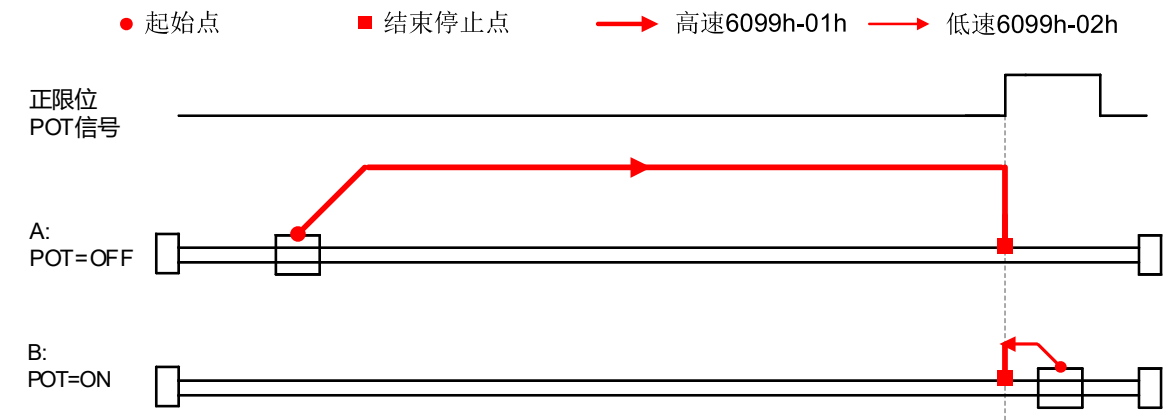 起始点 结束停止点 高速6099h-01h 低速6099h-02h
正限位
POT信号
A:
POT=OFF
B:
POT=ON